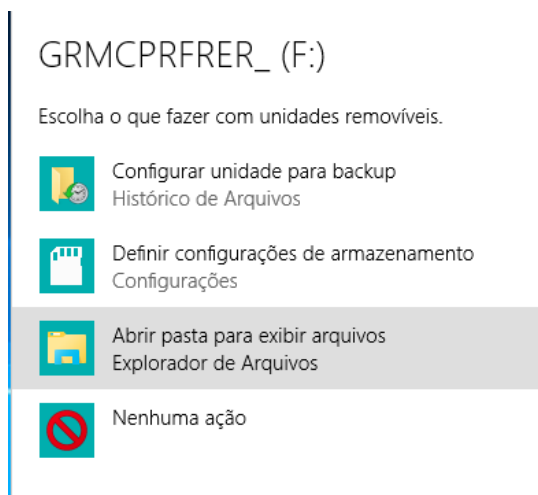 GRMCPRFRER_ (F:)
Escolha o que fazer com unidades removíveis.
Configurar unidade para backup
Histórico de Arquivos
Definir configurações de armazenamento
Configurações
Abrir pasta para exibir arquivos
Explorador de Arquivos
Nenhuma ação